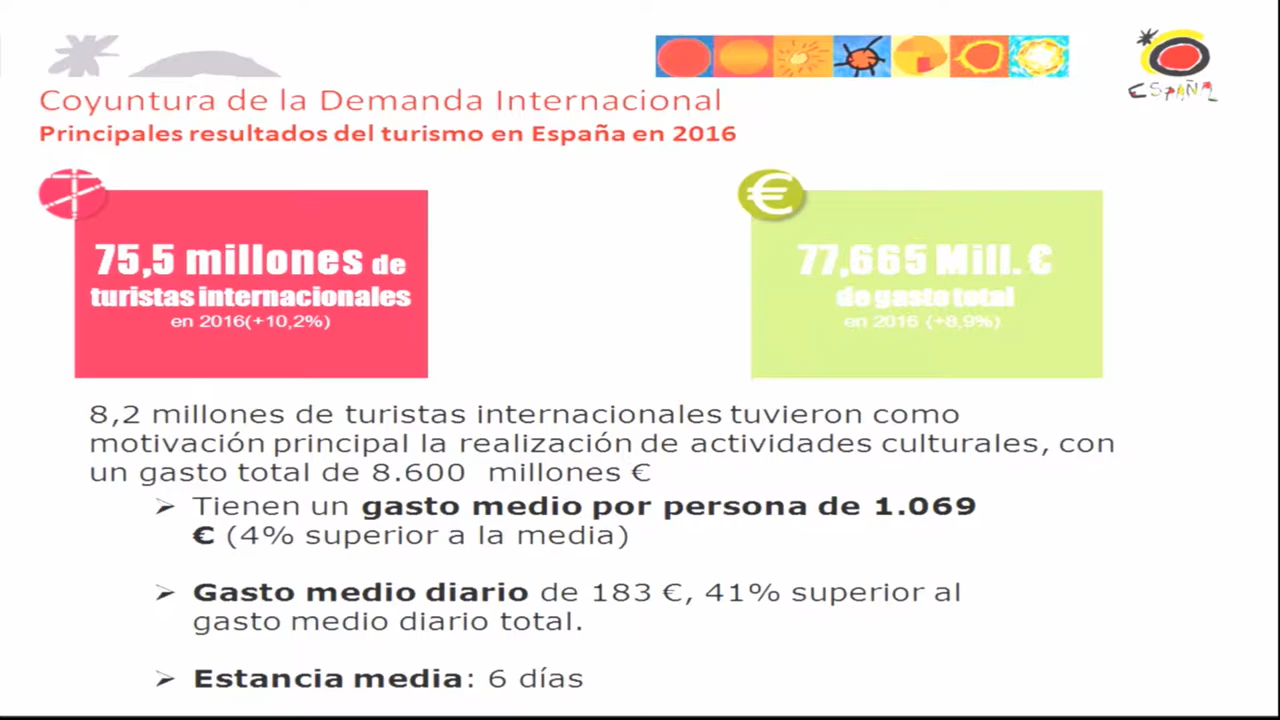 ESPAÑA
Coyuntura de la Demanda Internacional
Principales resultados del turismo en España en 2016
75,5 millones de
turistas internacionales
en 2016(+10,2%)
€
77,665 Mill. €
de gasto total
en 2016 (+8,9%)
8,2 millones de turistas internacionales tuvieron como
motivación principal la realización de actividades culturales, con
un gasto total de 8.600 millones €
➢ Tienen un gasto medio por persona de 1.069
€ (4% superior a la media)
➢ Gasto medio diario de 183 €, 41% superior al
gasto medio diario total.
➢ Estancia media: 6 días